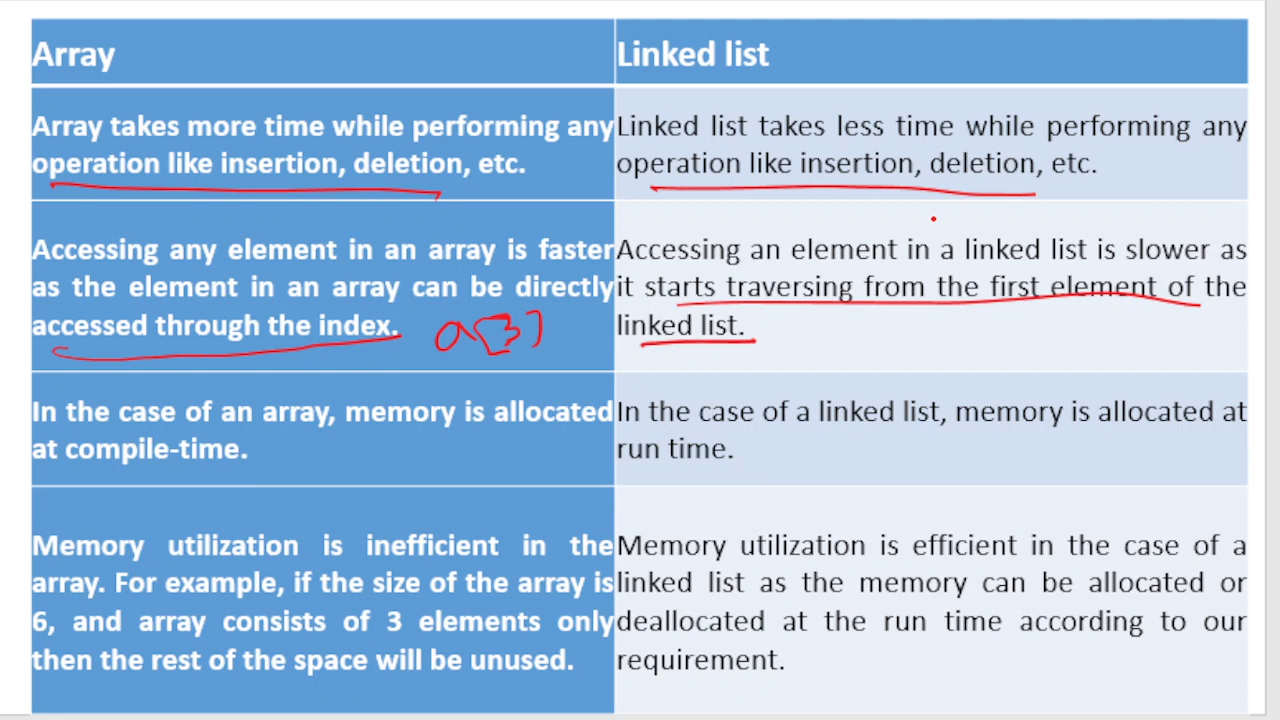 Array
Linked list
Array takes more time while performing any
operation like insertion, deletion, etc.
Linked list takes less time while performing any
operation like insertion, deletion, etc.
Accessing any element in an array is faster
as the element in an array can be directly
accessed through the index. a[3]
Accessing an element in a linked list is slower as
it starts traversing from the first element of the
linked list.
In the case of an array, memory is allocated
at compile-time.
In the case of a linked list, memory is allocated at
run time.
Memory utilization is inefficient in the
array. For example, if the size of the array is
6, and array consists of 3 elements only
then the rest of the space will be unused.
Memory utilization is efficient in the case of a
linked list as the memory can be allocated or
deallocated at the run time according to our
requirement.